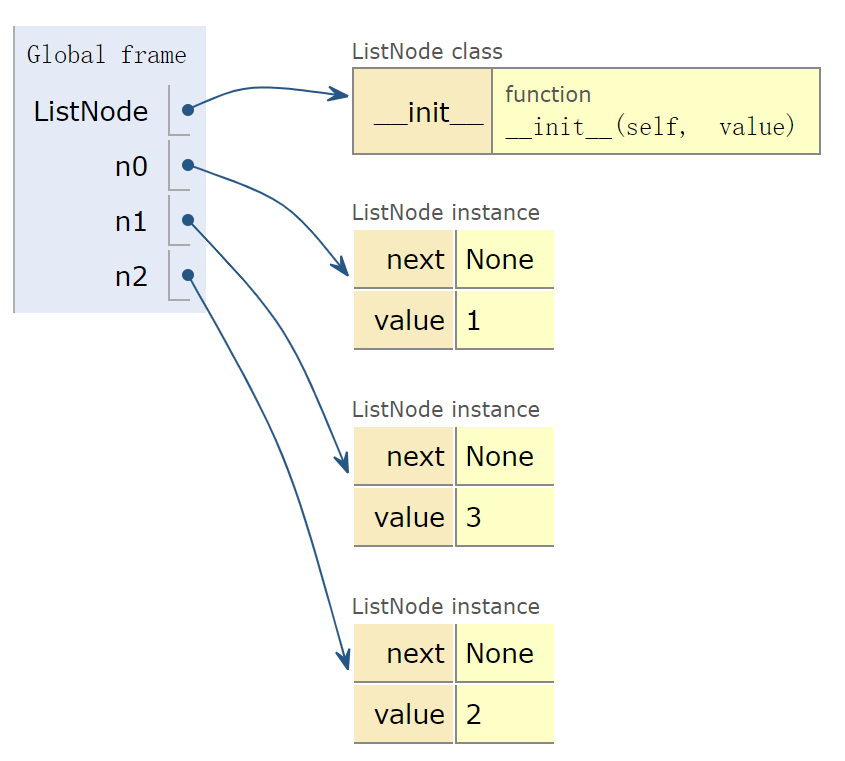 Global frame
ListNode
n0
n1
n2
ListNode class
__init__
function
__init__(self, value)
ListNode instance
next None
value 1
ListNode instance
next None
value 3
ListNode instance
next None
value 2